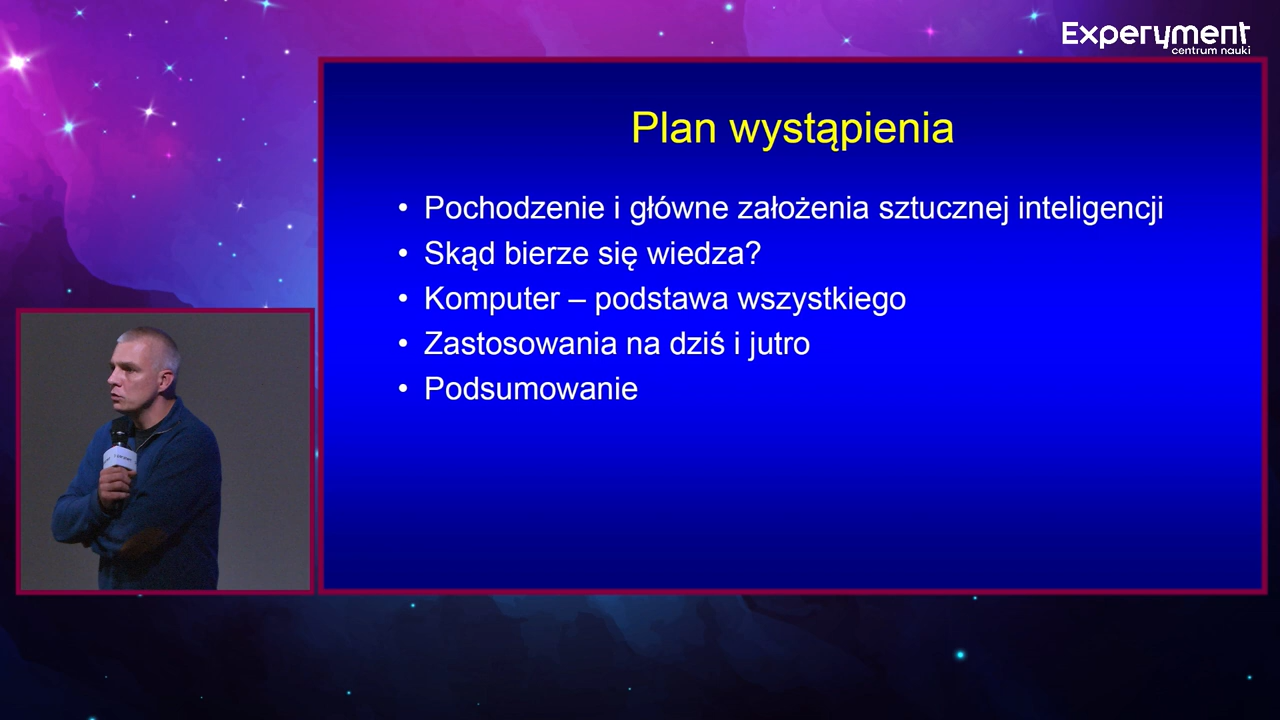 Experyment
centrum nauki
Plan wystąpienia
• Pochodzenie i główne założenia sztucznej inteligencji
• Skąd bierze się wiedza?
• Komputer – podstawa wszystkiego
• Zastosowania na dziś i jutro
• Podsumowanie